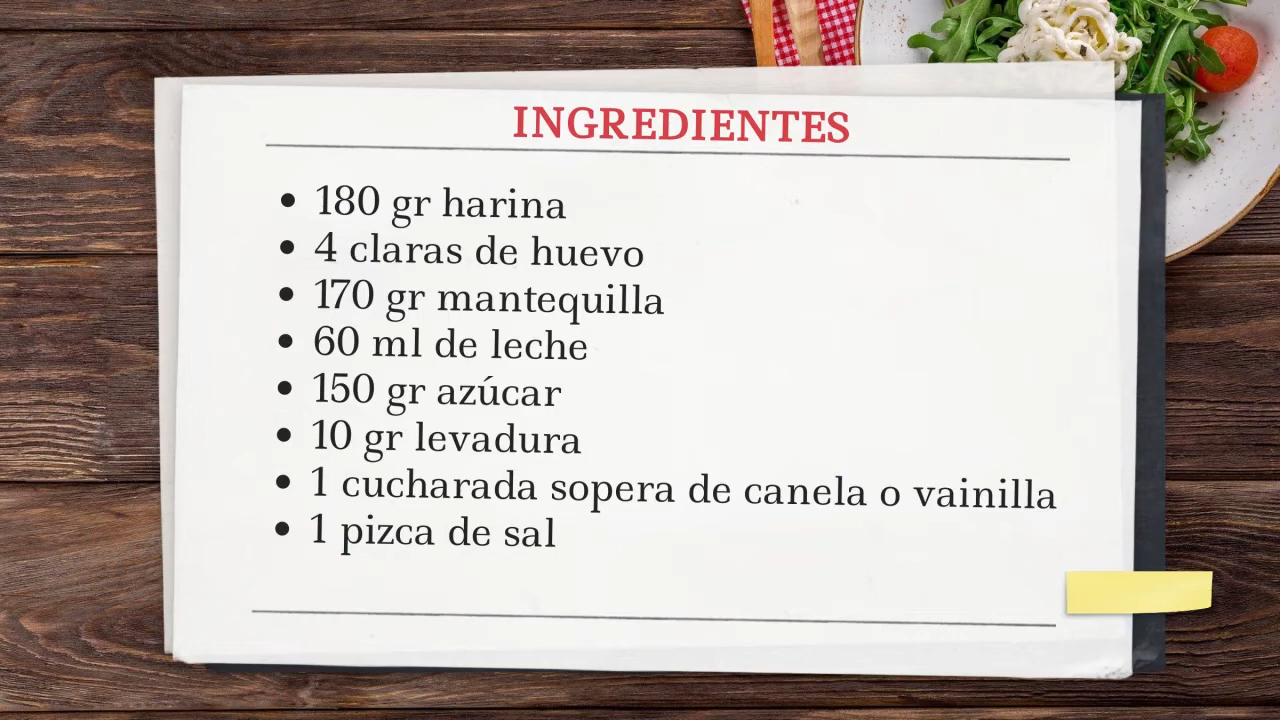 INGREDIENTES
• 180 gr harina
• 4 claras de huevo
• 170 gr mantequilla
• 60 ml de leche
• 150 gr azúcar
• 10 gr levadura
• 1 cucharada sopera de canela o vainilla
• 1 pizca de sal